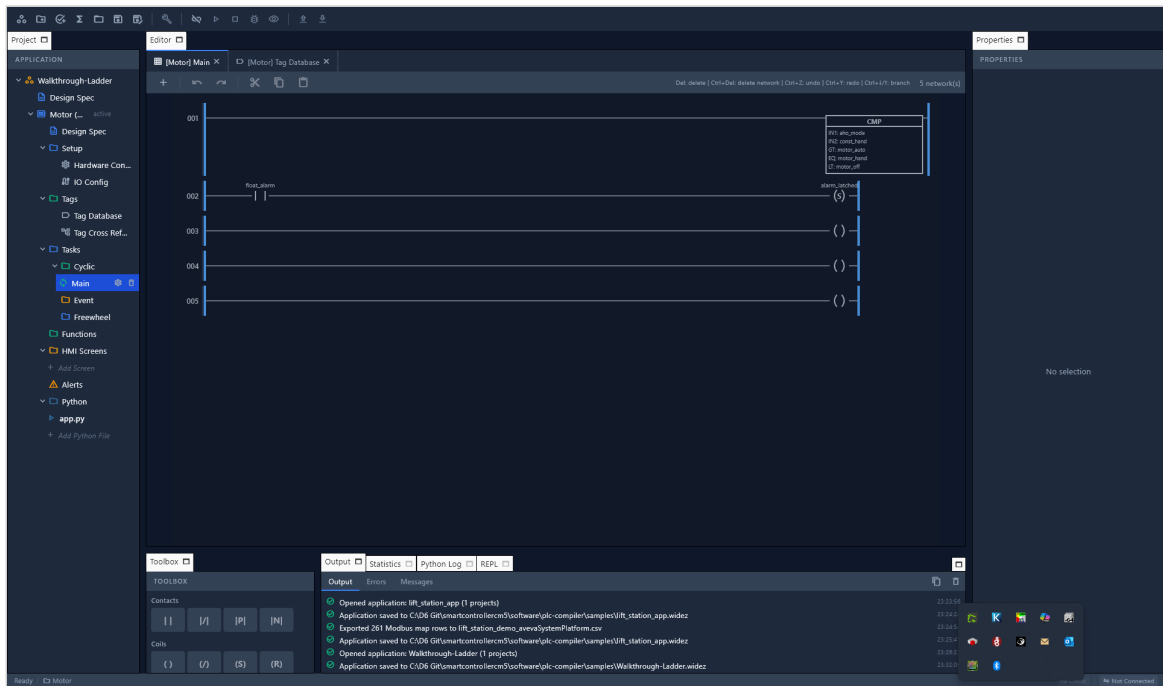 Project
APPLICATION
Walkthrough-Ladder
Design Spec
Motor (... active
Design Spec
Setup
Hardware Con...
IO Config
Tags
Tag Database
Tag Cross Ref...
Tasks
Cyclic
Main
Event
Freewheel
Functions
HMI Screens
+ Add Screen
Alerts
Python
app.py
+ Add Python File
Editor
[Motor] Main ×
[Motor] Tag Database ×
Del: delete | Ctrl+Del: delete network | Ctrl+Z: undo | Ctrl+Y: redo | Ctrl+↓/↑: branch 5 network(s)
001
CMP
IN1: aho_mode
IN2: const_hand
GT: motor_auto
EQ: motor_hand
LT: motor_off
002
float_alarm
alarm_latched
(S)
003
( )
004
( )
005
( )
Toolbox
TOOLBOX
Contacts
| | |/| |P| |N|
Coils
( ) (/) (S) (R)
Output Statistics Python Log REPL
Output Errors Messages
Opened application: lift_station_app (1 projects)
Application saved to C:\D6 Git\smartcontrollercm5\software\plc-compiler\samples\lift_station_app.widez
Exported 261 Modbus map rows to lift_station_demo_avevaSystemPlatform.csv
Application saved to C:\D6 Git\smartcontrollercm5\software\plc-compiler\samples\lift_station_app.widez
Opened application: Walkthrough-Ladder (1 projects)
Application saved to C:\D6 Git\smartcontrollercm5\software\plc-compiler\samples\Walkthrough-Ladder.widez
Properties
PROPERTIES
No selection
Ready
Motor
Not Connected